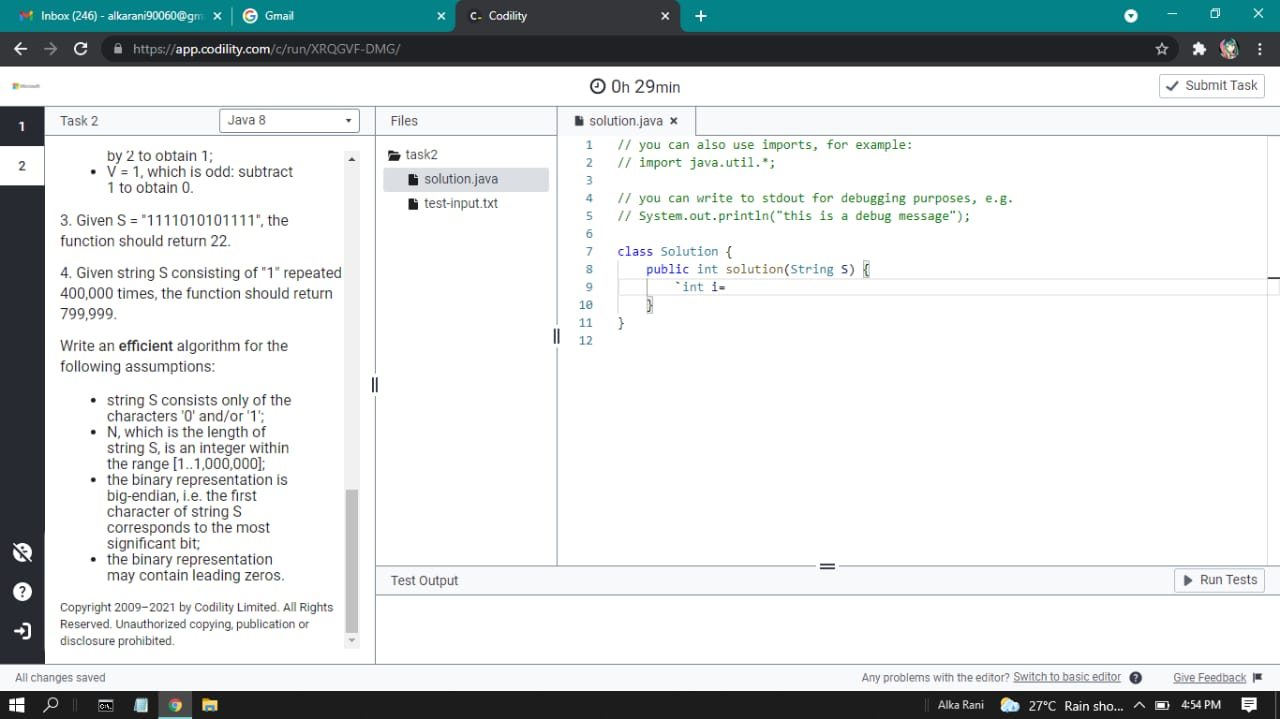 Inbox (246) - alkarani90060@gm
Gmail
Codility
https://app.codility.com/c/run/XRQGVF-DMG/
Microsoft
0h 29min
Submit Task
1
2
Task 2
Java 8
by 2 to obtain 1;
V = 1, which is odd: subtract
1 to obtain 0.
3. Given S = "1111010101111", the
function should return 22.
4. Given string S consisting of "1" repeated
400,000 times, the function should return
799,999.
Write an efficient algorithm for the
following assumptions:
string S consists only of the
characters '0' and/or '1';
N, which is the length of
string S, is an integer within
the range [1..1,000,000];
the binary representation is
big-endian, i.e. the first
character of string S
corresponds to the most
significant bit;
the binary representation
may contain leading zeros.
Copyright 2009–2021 by Codility Limited. All Rights
Reserved. Unauthorized copying, publication or
disclosure prohibited.
Files
task2
solution.java
test-input.txt
solution.java
1 // you can also use imports, for example:
2 // import java.util.*;
3
4 // you can write to stdout for debugging purposes, e.g.
5 // System.out.println("this is a debug message");
6
7 class Solution {
8 public int solution(String S) {
9 `int i=
10 }
11 }
12
Test Output
Run Tests
All changes saved
Any problems with the editor? Switch to basic editor
Give Feedback
Alka Rani
27°C Rain sho...
4:54 PM